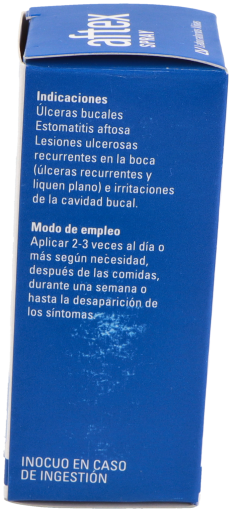 aftex
SPRAY
Indicaciones
Úlceras bucales
Estomatitis aftosa
Lesiones ulcerosas
recurrentes en la boca
(úlceras recurrentes y
liquen plano) e irritaciones
de la cavidad bucal.
Modo de empleo
Aplicar 2-3 veces al día o
más según necesidad,
después de las comidas,
durante una semana o
hasta la desaparición de
los síntomas.
INOCUO EN CASO
DE INGESTIÓN